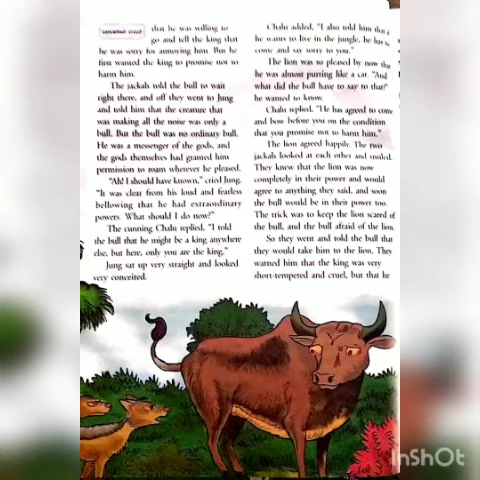 that he was willing to
go and tell the king that
he was sorry for annoying him. But he
first wanted the king to promise not to
harm him.
The jackals told the bull to wait
right there, and off they went to Jung
and told him that the creature that
was making all the noise was only a
bull. But the bull was no ordinary bull.
He was a messenger of the gods, and
the gods themselves had granted him
permission to roam wherever he pleased.
"Ah! I should have known," cried Jung.
"It was clear from his loud and fearless
bellowing that he had extraordinary
powers. What should I do now?"
The cunning Chalu replied, "I told
the bull that he might be a king anywhere
else, but here, only you are the king."
Jung sat up very straight and looked
very conceited.
Chalu added, "I also told him that if
he wants to live in the jungle, he has to
come and say sorry to you."
The lion was so pleased by now that
he was almost purring like a cat. "And
what did the bull have to say to that?"
he wanted to know.
Chalu replied, "He has agreed to come
and bow before you on the condition
that you promise not to harm him."
The lion agreed happily. The two
jackals looked at each other and smiled.
They knew that the lion was now
completely in their power and would
agree to anything they said, and soon
the bull would be in their power too.
The trick was to keep the lion scared of
the bull, and the bull afraid of the lion.
So they went and told the bull that
they would take him to the lion. They
warned him that the king was very
short-tempered and cruel, but that he
InShOt